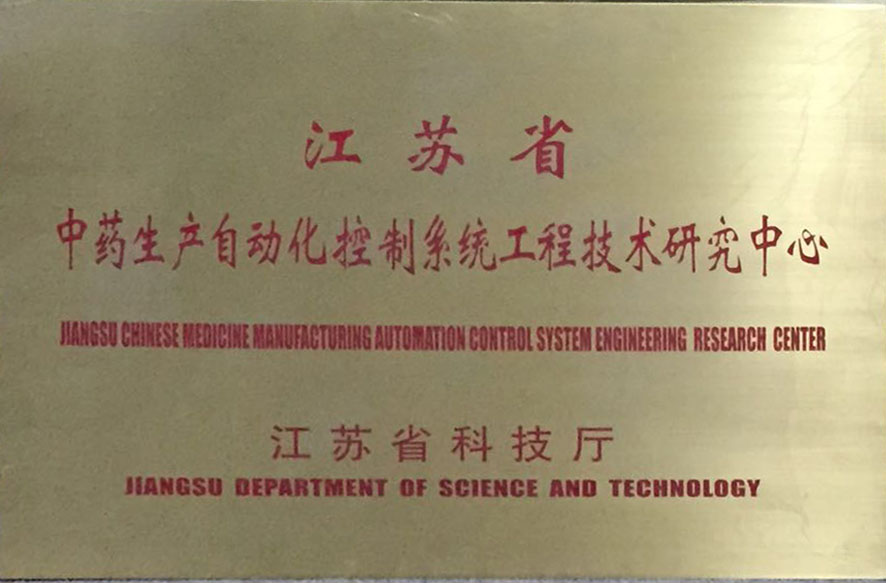 江苏省
中药生产自动化控制系统工程技术研究中心
JIANGSU CHINESE MEDICINE MANUFACTURING AUTOMATION CONTROL SYSTEM ENGINEERING RESEARCH CENTER
江苏省科技厅
JIANGSU DEPARTMENT OF SCIENCE AND TECHNOLOGY